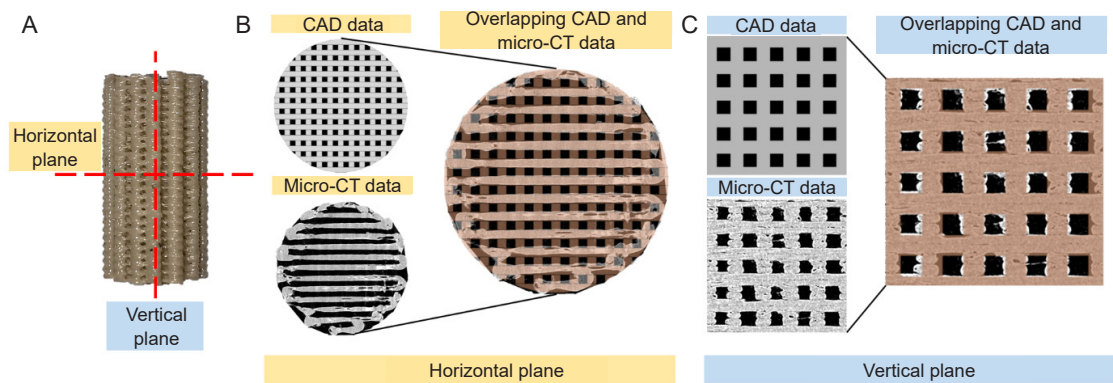 A
Horizontal
plane
Vertical
plane
B
CAD data
Micro-CT data
Overlapping CAD and
micro-CT data
Horizontal plane
C
CAD data
Micro-CT data
Overlapping CAD and
micro-CT data
Vertical plane